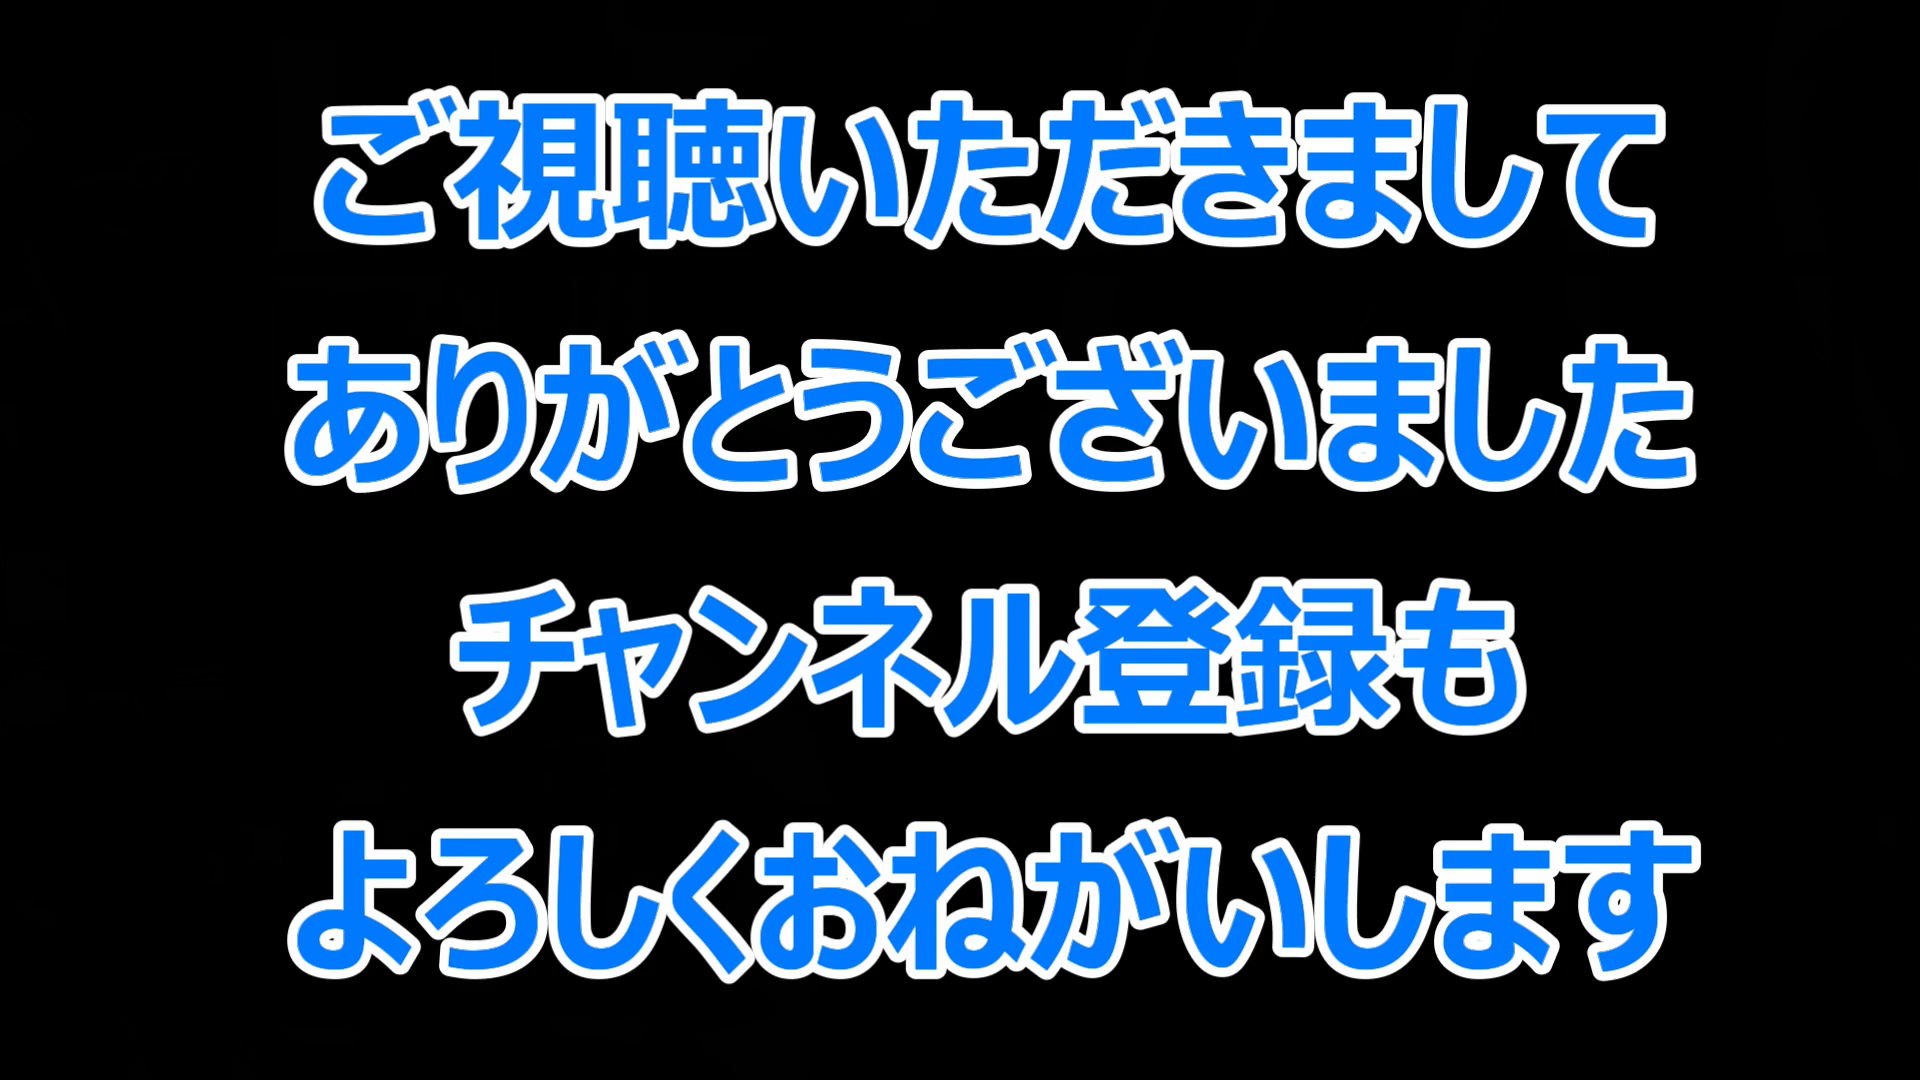 ご視聴いただきまして
ありがとうございました
チャンネル登録も
よろしくおねがいします